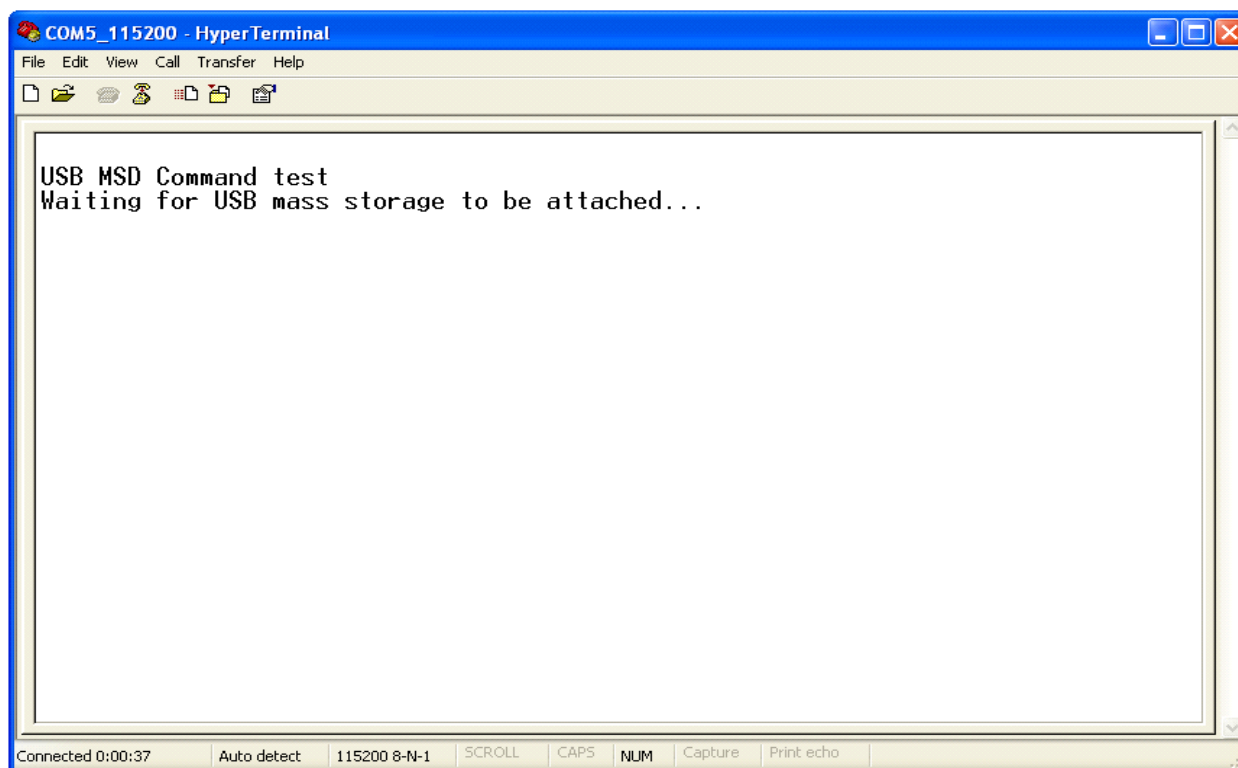 COM5_115200 - HyperTerminal
File Edit View Call Transfer Help
USB MSD Command test
Waiting for USB mass storage to be attached...
Connected 0:00:37 Auto detect 115200 8-N-1 SCROLL CAPS NUM Capture Print echo